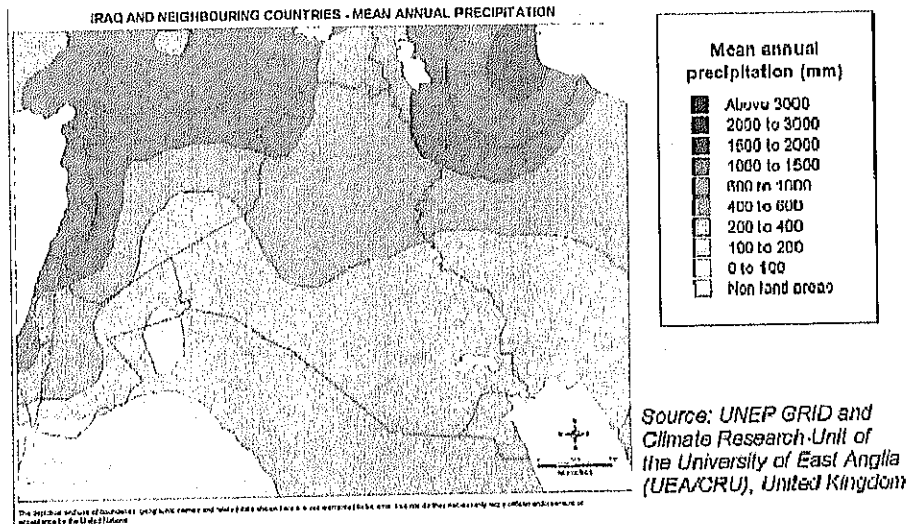 IRAQ AND NEIGHBOURING COUNTRIES - MEAN ANNUAL PRECIPITATION
Mean annual
precipitation (mm)
Above 3000
2000 to 3000
1500 to 2000
1000 to 1500
600 to 1000
400 to 600
200 to 400
100 to 200
0 to 100
Non land areas
Source: UNEP GRID and
Climate Research Unit of
the University of East Anglia
(UEA/CRU), United Kingdom